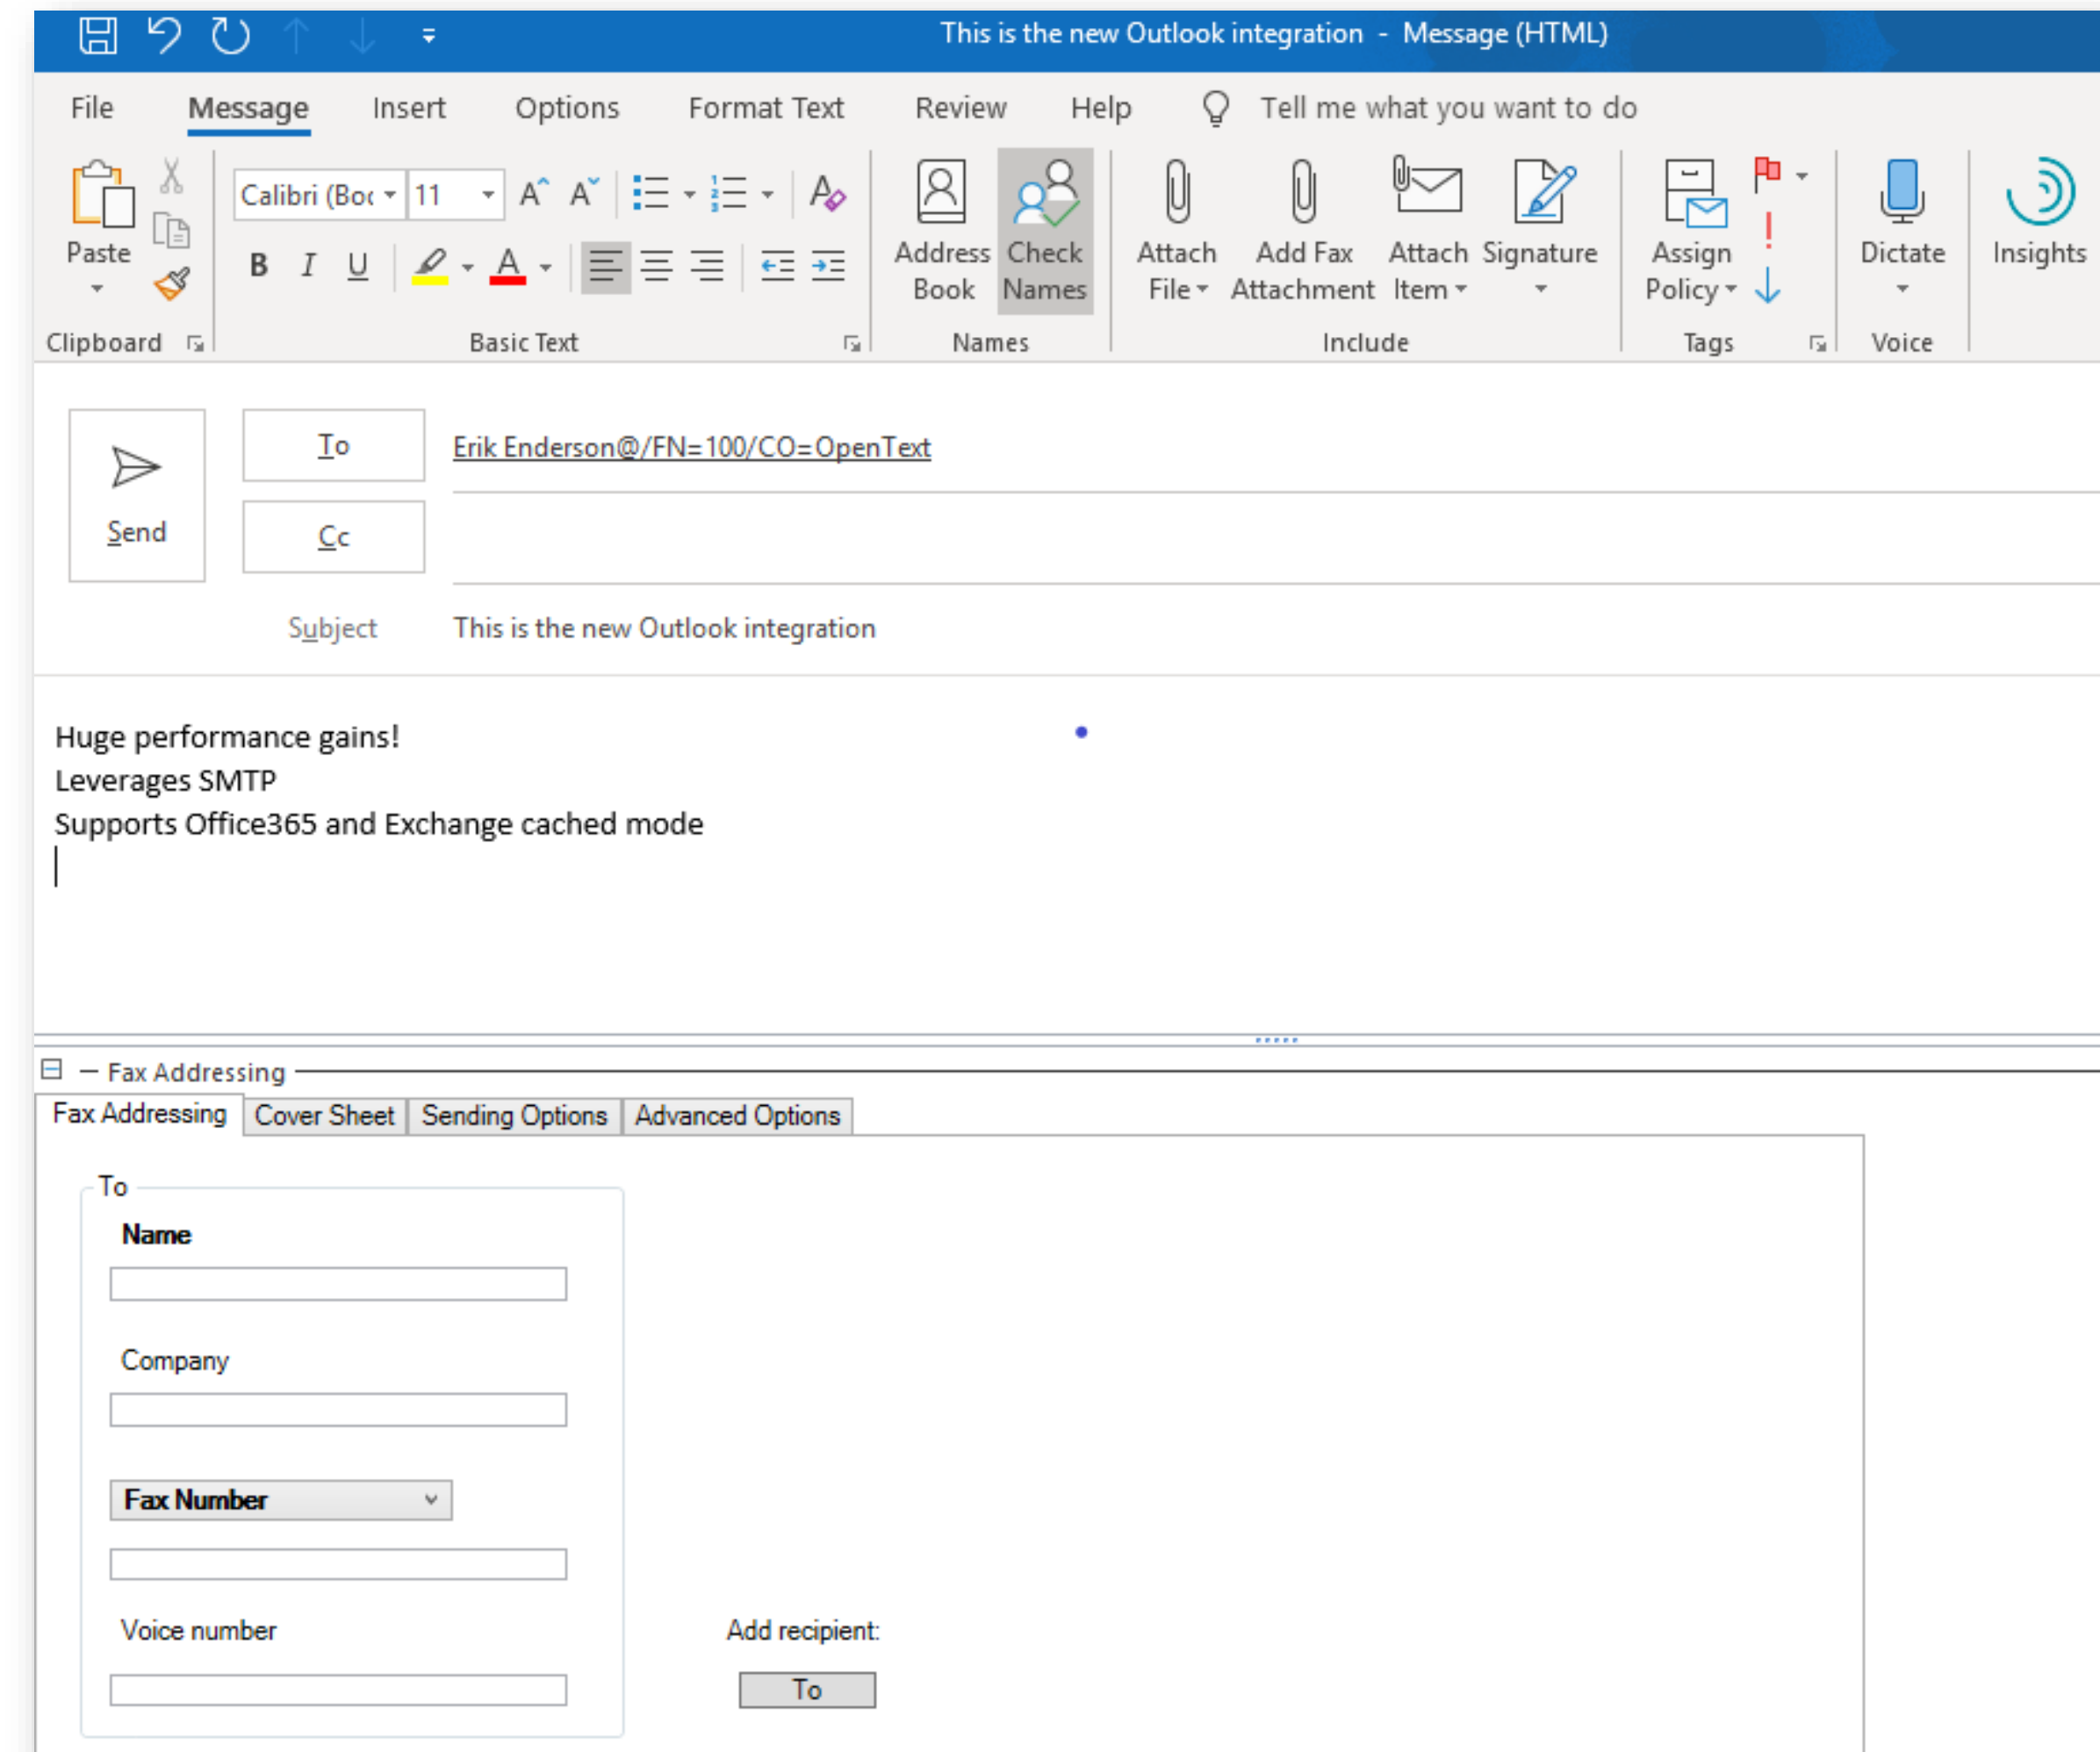 This is the new Outlook integration - Message (HTML)
File Message Insert Options Format Text Review Help Tell me what you want to do
Calibri (Boc 11
Paste
B I U A
Address Book
Check Names
Attach File
Add Fax Attachment
Attach Item
Signature
Assign Policy
Dictate
Insights
Clipboard Basic Text Names Include Tags Voice
Send
To Erik Enderson@/FN=100/CO=OpenText
Cc
Subject This is the new Outlook integration
Huge performance gains!
Leverages SMTP
Supports Office365 and Exchange cached mode
Fax Addressing
Fax Addressing Cover Sheet Sending Options Advanced Options
To
Name
Company
Fax Number
Voice number Add recipient:
To